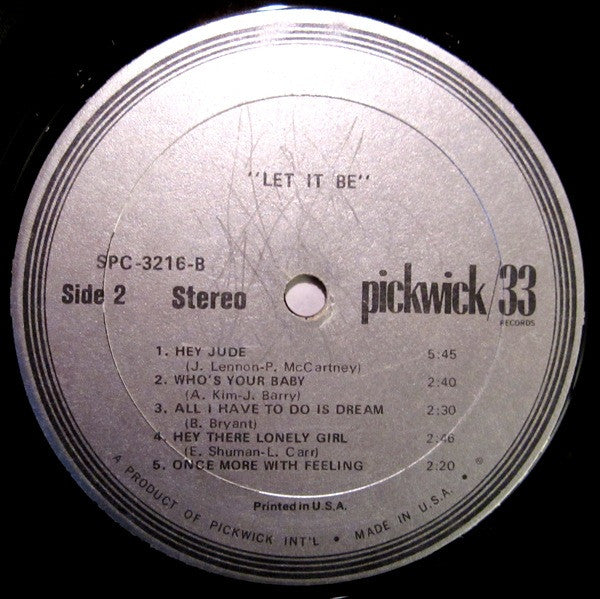 "LET IT BE"
SPC-3216-B
Side 2 Stereo pickwick/33
RECORDS
1. HEY JUDE 5:45
(J. Lennon-P. McCartney)
2. WHO'S YOUR BABY 2:40
(A. Kim-J. Barry)
3. ALL I HAVE TO DO IS DREAM 2:30
(B. Bryant)
4. HEY THERE LONELY GIRL 2:46
(E. Shuman-L. Carr)
5. ONCE MORE WITH FEELING 2:20
Printed in U.S.A.
A PRODUCT OF PICKWICK INT'L • MADE IN U.S.A. • ℗